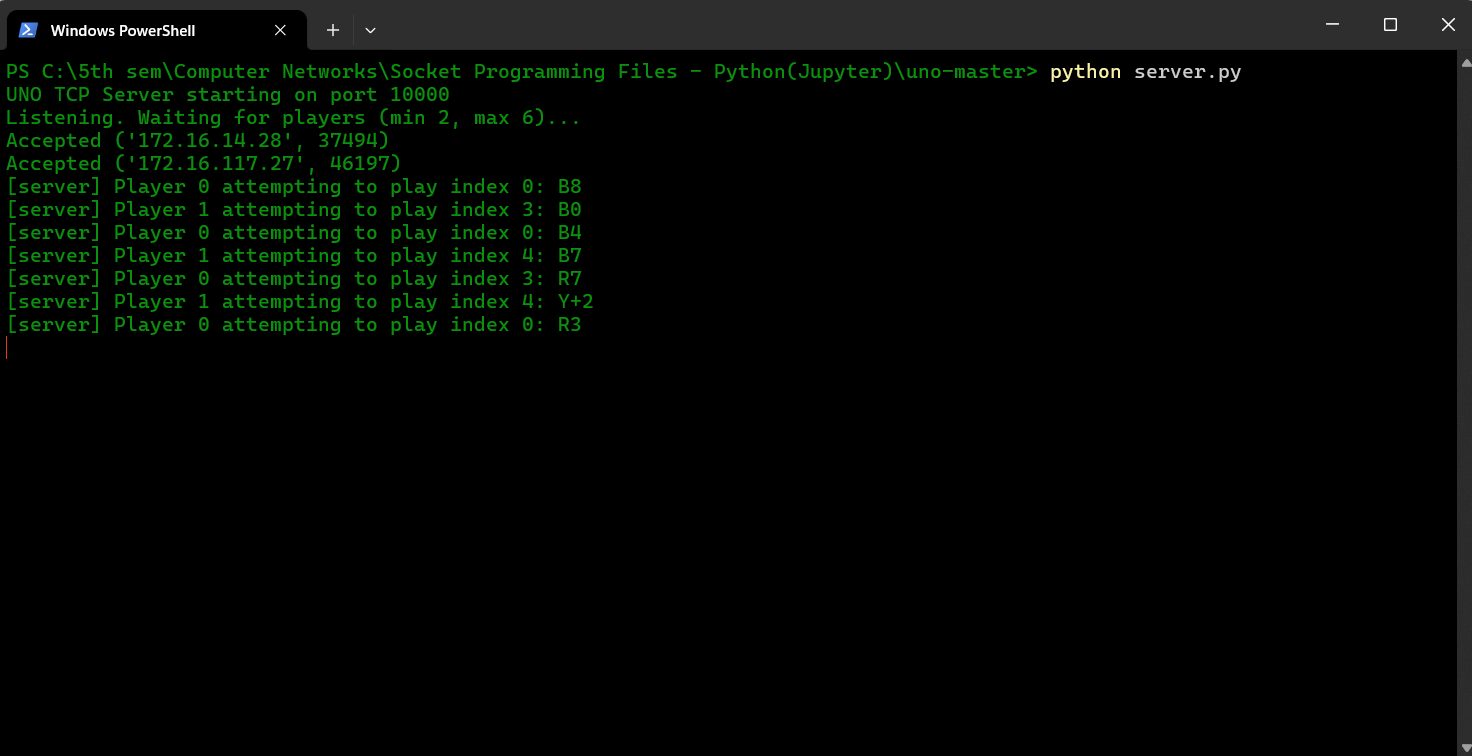 Windows PowerShell
PS C:\5th sem\Computer Networks\Socket Programming Files - Python(Jupyter)\uno-master> python server.py
UNO TCP Server starting on port 10000
Listening. Waiting for players (min 2, max 6)...
Accepted ('172.16.14.28', 37494)
Accepted ('172.16.117.27', 46197)
[server] Player 0 attempting to play index 0: B8
[server] Player 1 attempting to play index 3: B0
[server] Player 0 attempting to play index 0: B4
[server] Player 1 attempting to play index 4: B7
[server] Player 0 attempting to play index 3: R7
[server] Player 1 attempting to play index 4: Y+2
[server] Player 0 attempting to play index 0: R3